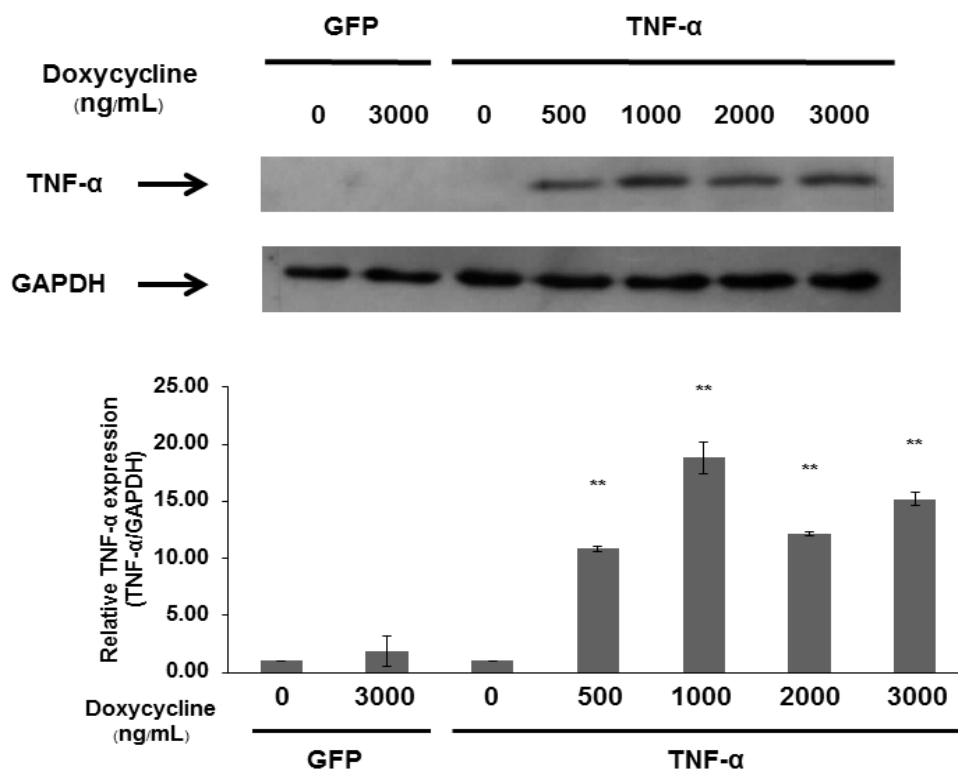 GFP TNF-α
Doxycycline
(ng/mL)
0 3000 0 500 1000 2000 3000
TNF-α
GAPDH
Relative TNF-α expression
(TNF-α/GAPDH)
25.00
20.00
15.00
10.00
5.00
0.00
** ** ** **
0 3000 0 500 1000 2000 3000
Doxycycline
(ng/mL)
GFP TNF-α